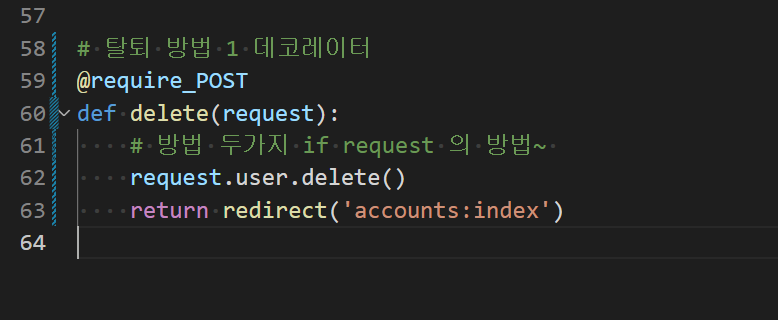 57
58 # 탈퇴 방법 1 데코레이터
59 @require_POST
60 def delete(request):
61 # 방법 두가지 if request 의 방법~
62 request.user.delete()
63 return redirect('accounts:index')
64